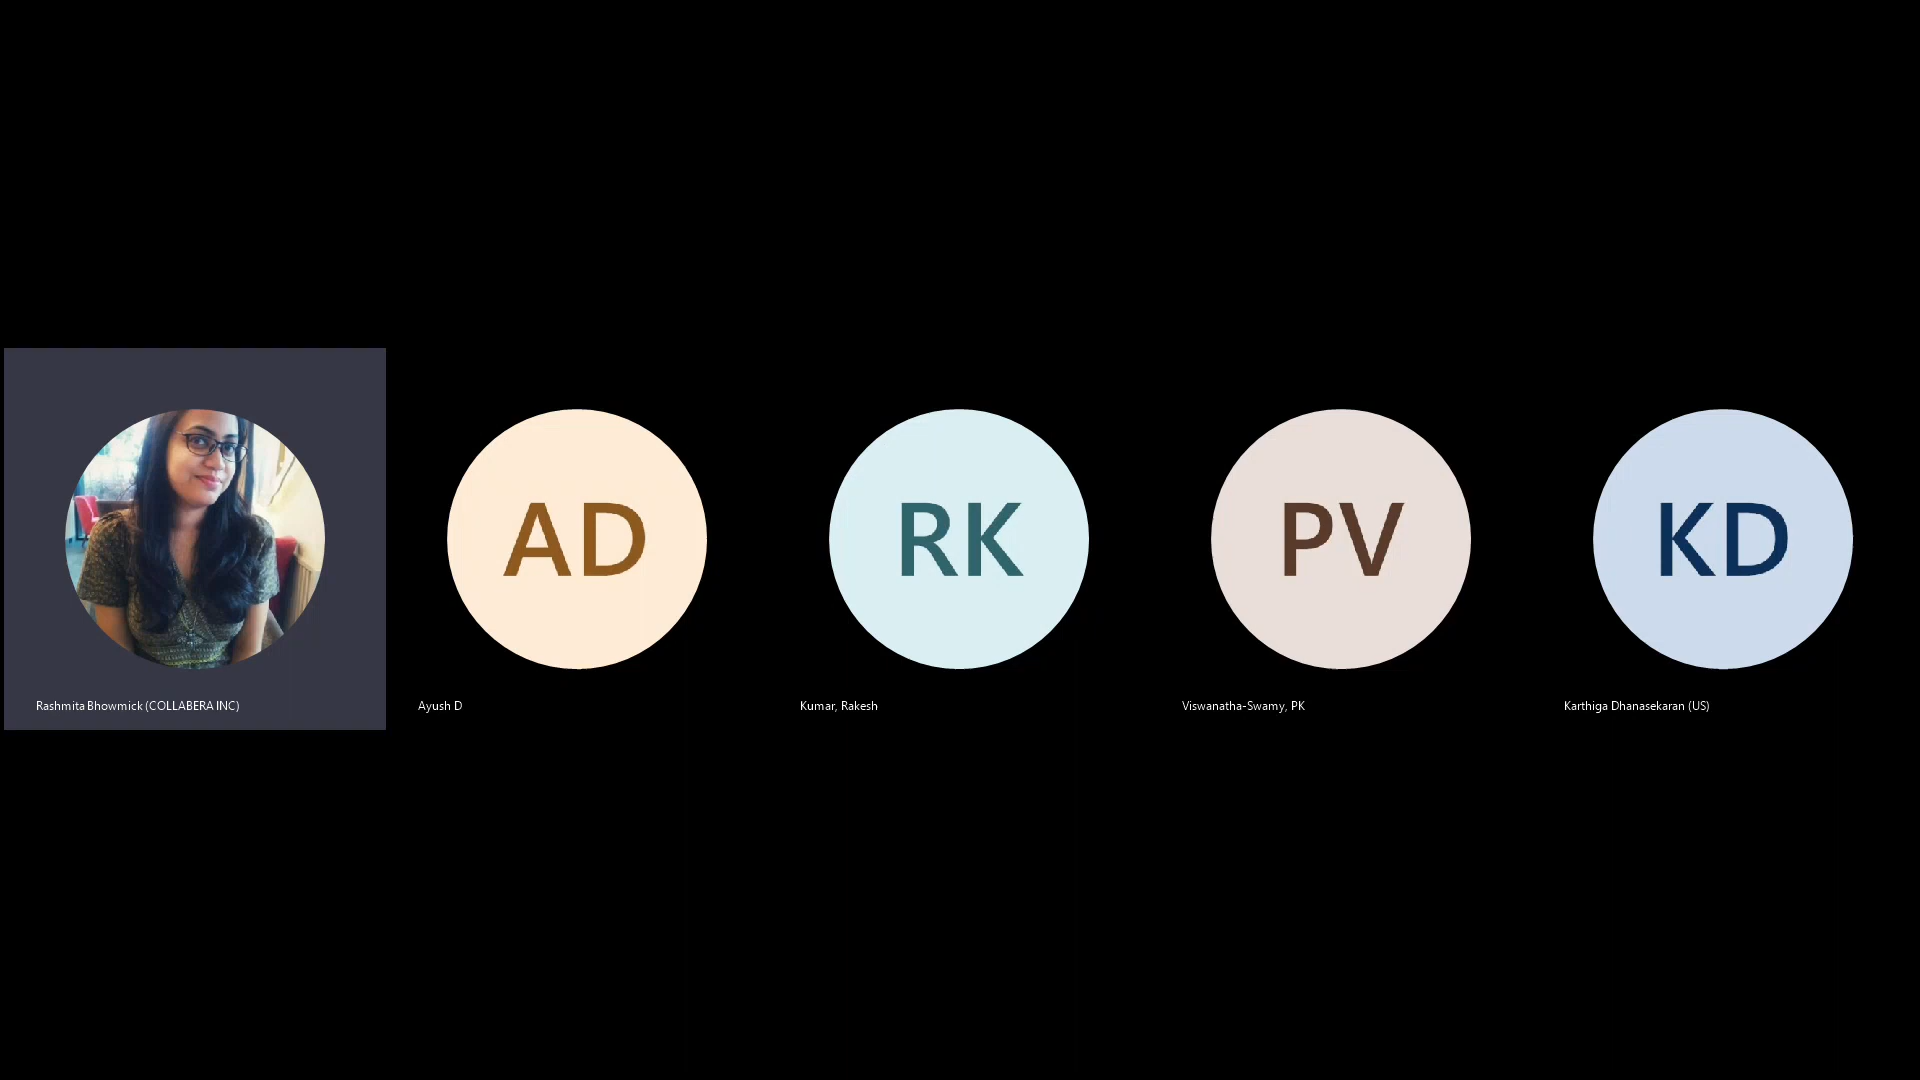 AD
RK
PV
KD
Rashmita Bhowmick (COLLABERA INC)
Ayush D
Kumar, Rakesh
Viswanatha-Swamy, PK
Karthiga Dhanasekaran (US)